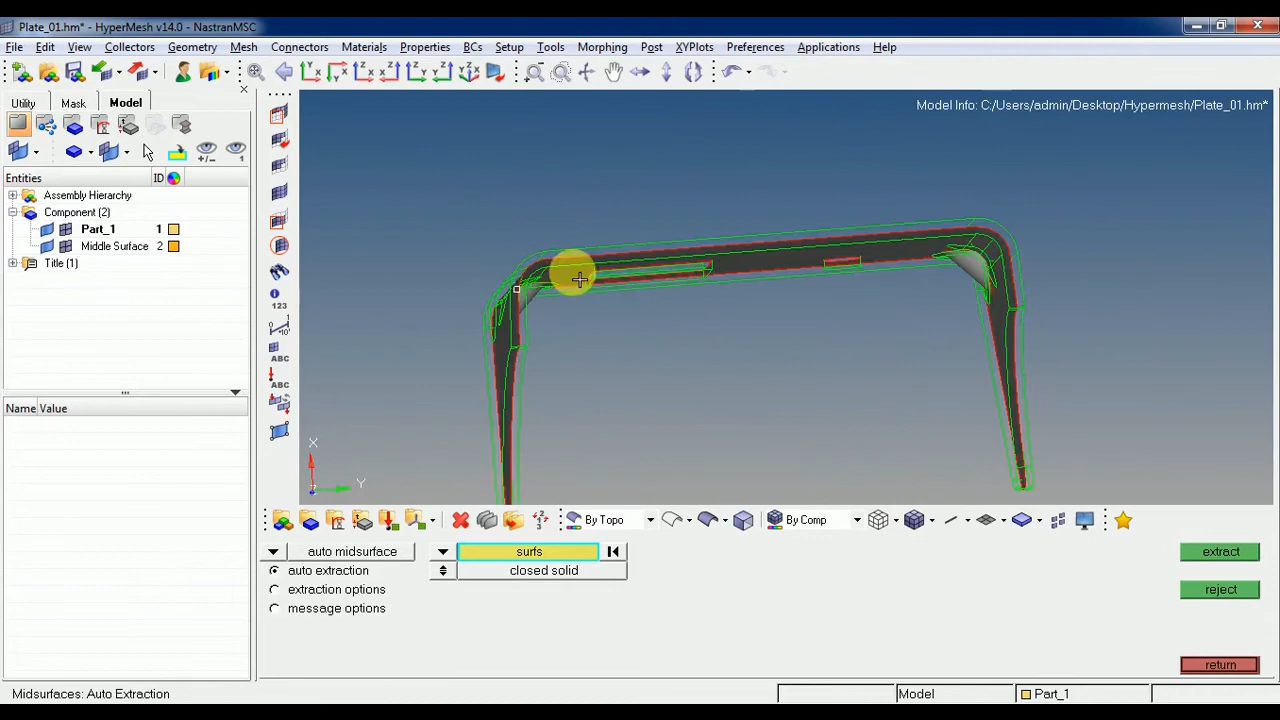 Plate_01.hm* - HyperMesh v14.0 - NastranMSC
File Edit View Collectors Geometry Mesh Connectors Materials Properties BCs Setup Tools Morphing Post XYPlots Preferences Applications Help
Utility Mask Model
Model Info: C:/Users/admin/Desktop/Hypermesh/Plate_01.hm*
Entities ID
Assembly Hierarchy
Component (2)
Part_1 1
Middle Surface 2
Title (1)
123
ABC
ABC
Name Value
X
Y
By Topo By Comp
auto midsurface surfs extract
auto extraction closed solid
extraction options reject
message options
return
Midsurfaces: Auto Extraction Model Part_1